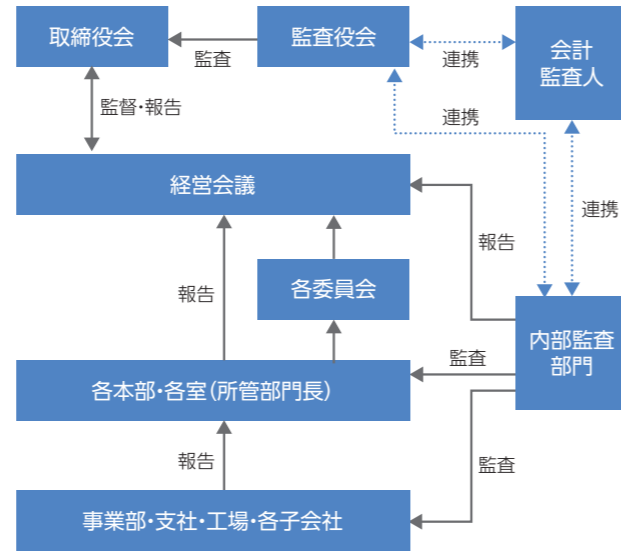 取締役会
監査
監査役会
連携
会計
監査人
監督・報告
連携
経営会議
連携
報告
報告
各委員会
内部監査
部門
監査
各本部・各室(所管部門長)
報告
監査
事業部・支社・工場・各子会社